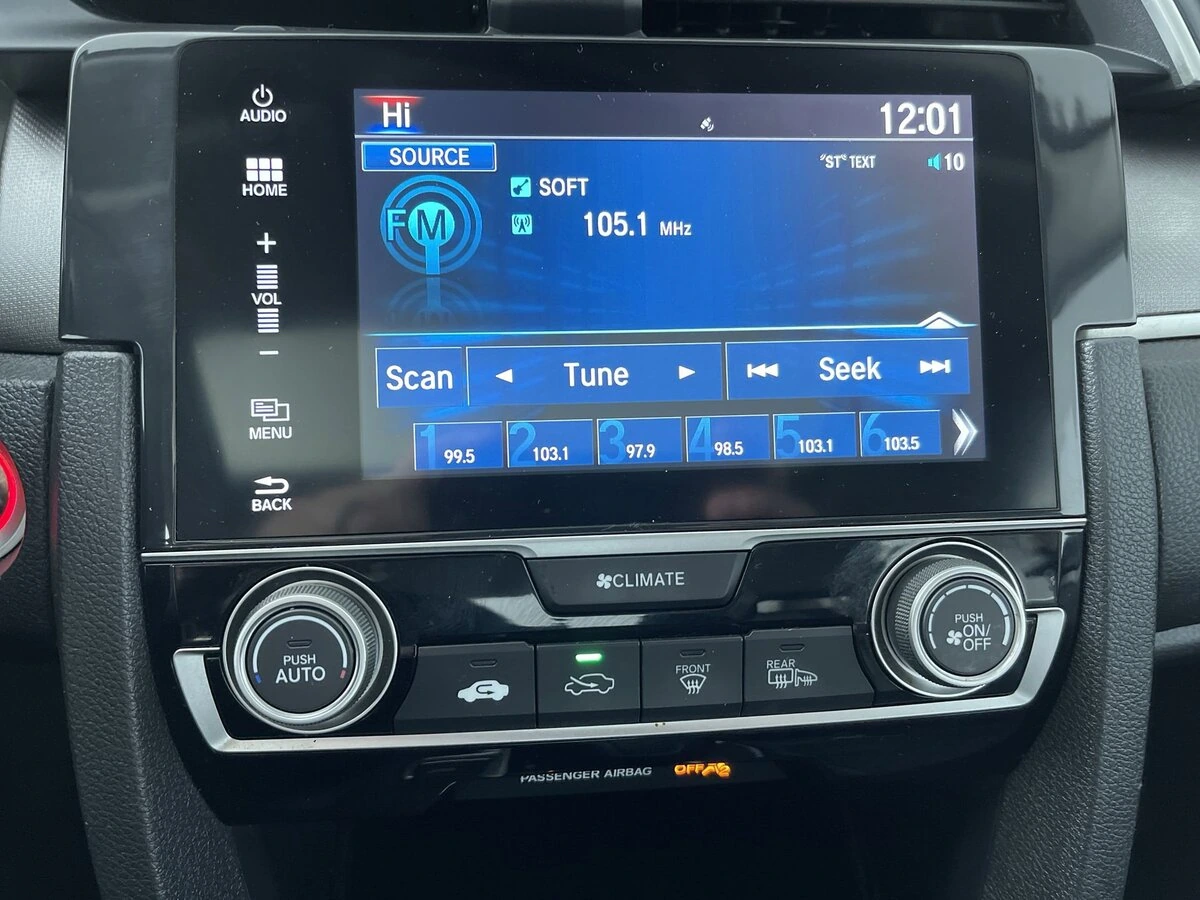 AUDIO
HOME
+
VOL
−
MENU
BACK
Hi
12:01
SOURCE
"ST" TEXT
10
FM
SOFT
105.1 MHz
Scan
Tune
Seek
1 99.5
2 103.1
3 97.9
4 98.5
5 103.1
6 103.5
CLIMATE
PUSH
AUTO
FRONT
REAR
PUSH
ON/
OFF
PASSENGER AIRBAG OFF